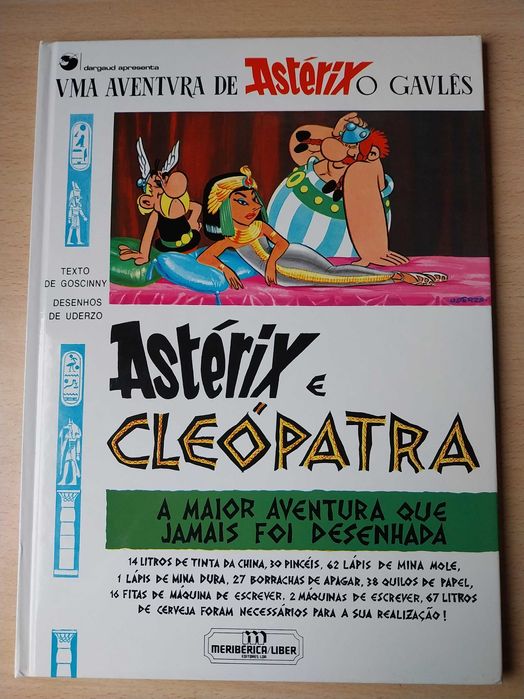 dargaud apresenta
VMA AVENTVRA DE Astérix O GAVLÊS
TEXTO
DE GOSCINNY
DESENHOS
DE UDERZO
UDERZO
Astérix E
CLEÓPATRA
A MAIOR AVENTURA QUE
JAMAIS FOI DESENHADA
14 LITROS DE TINTA DA CHINA, 30 PINCÉIS, 62 LÁPIS DE MINA MOLE,
1 LÁPIS DE MINA DURA, 27 BORRACHAS DE APAGAR, 38 QUILOS DE PAPEL,
16 FITAS DE MÁQUINA DE ESCREVER, 2 MÁQUINAS DE ESCREVER, 67 LITROS
DE CERVEJA FORAM NECESSÁRIOS PARA A SUA REALIZAÇÃO!
m
MERIBÉRICA/LIBER
EDITORES, LDA